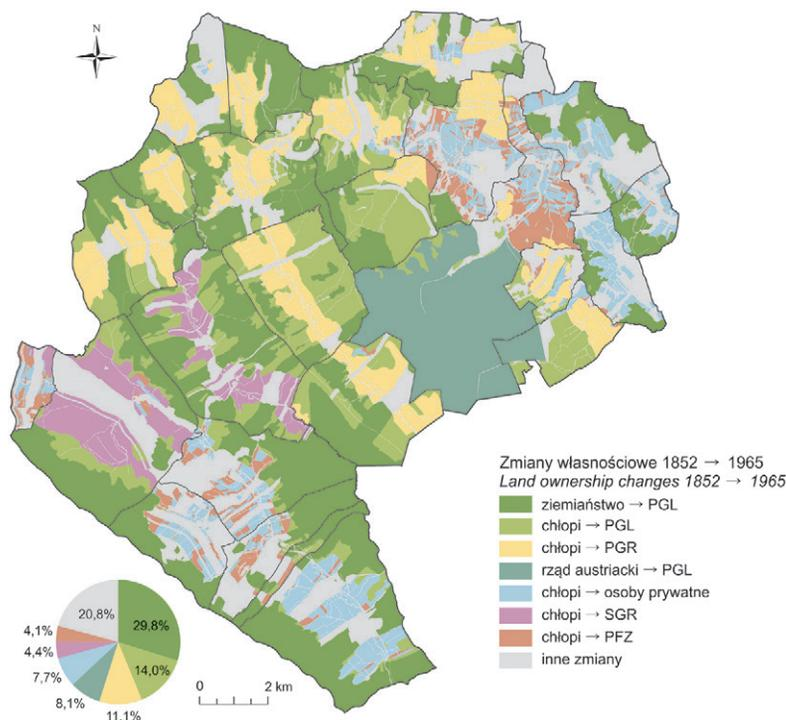 N
Zmiany własnościowe 1852 → 1965
Land ownership changes 1852 → 1965
ziemiaństwo → PGL
chłopi → PGL
chłopi → PGR
rząd austriacki → PGL
chłopi → osoby prywatne
chłopi → SGR
chłopi → PFZ
inne zmiany
20,8%
29,8%
4,1%
4,4%
14,0%
7,7%
8,1%
11,1%
0 2 km